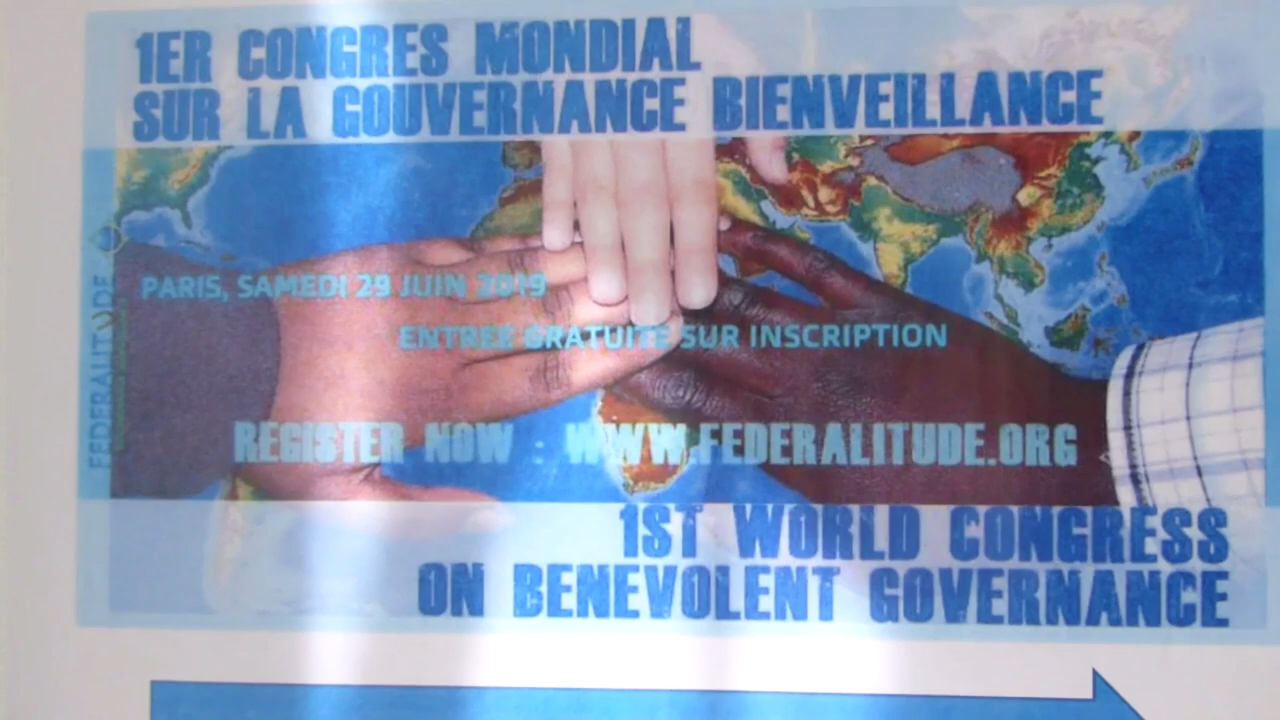 1ER CONGRES MONDIAL
SUR LA GOUVERNANCE BIENVEILLANCE
PARIS, SAMEDI 29 JUIN 2019
ENTREE GRATUITE SUR INSCRIPTION
REGISTER NOW : WWW.FEDERALITUDE.ORG
FEDERALITUDE
1ST WORLD CONGRESS
ON BENEVOLENT GOVERNANCE